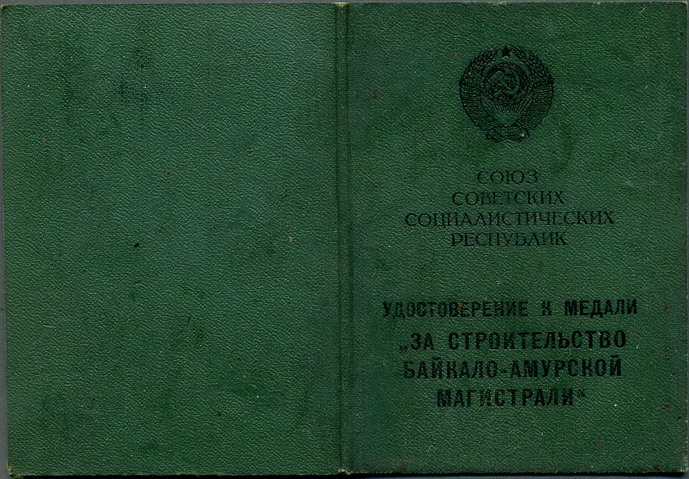 СОЮЗ
СОВЕТСКИХ
СОЦИАЛИСТИЧЕСКИХ
РЕСПУБЛИК
УДОСТОВЕРЕНИЕ К МЕДАЛИ
„ЗА СТРОИТЕЛЬСТВО
БАЙКАЛО-АМУРСКОЙ
МАГИСТРАЛИ“